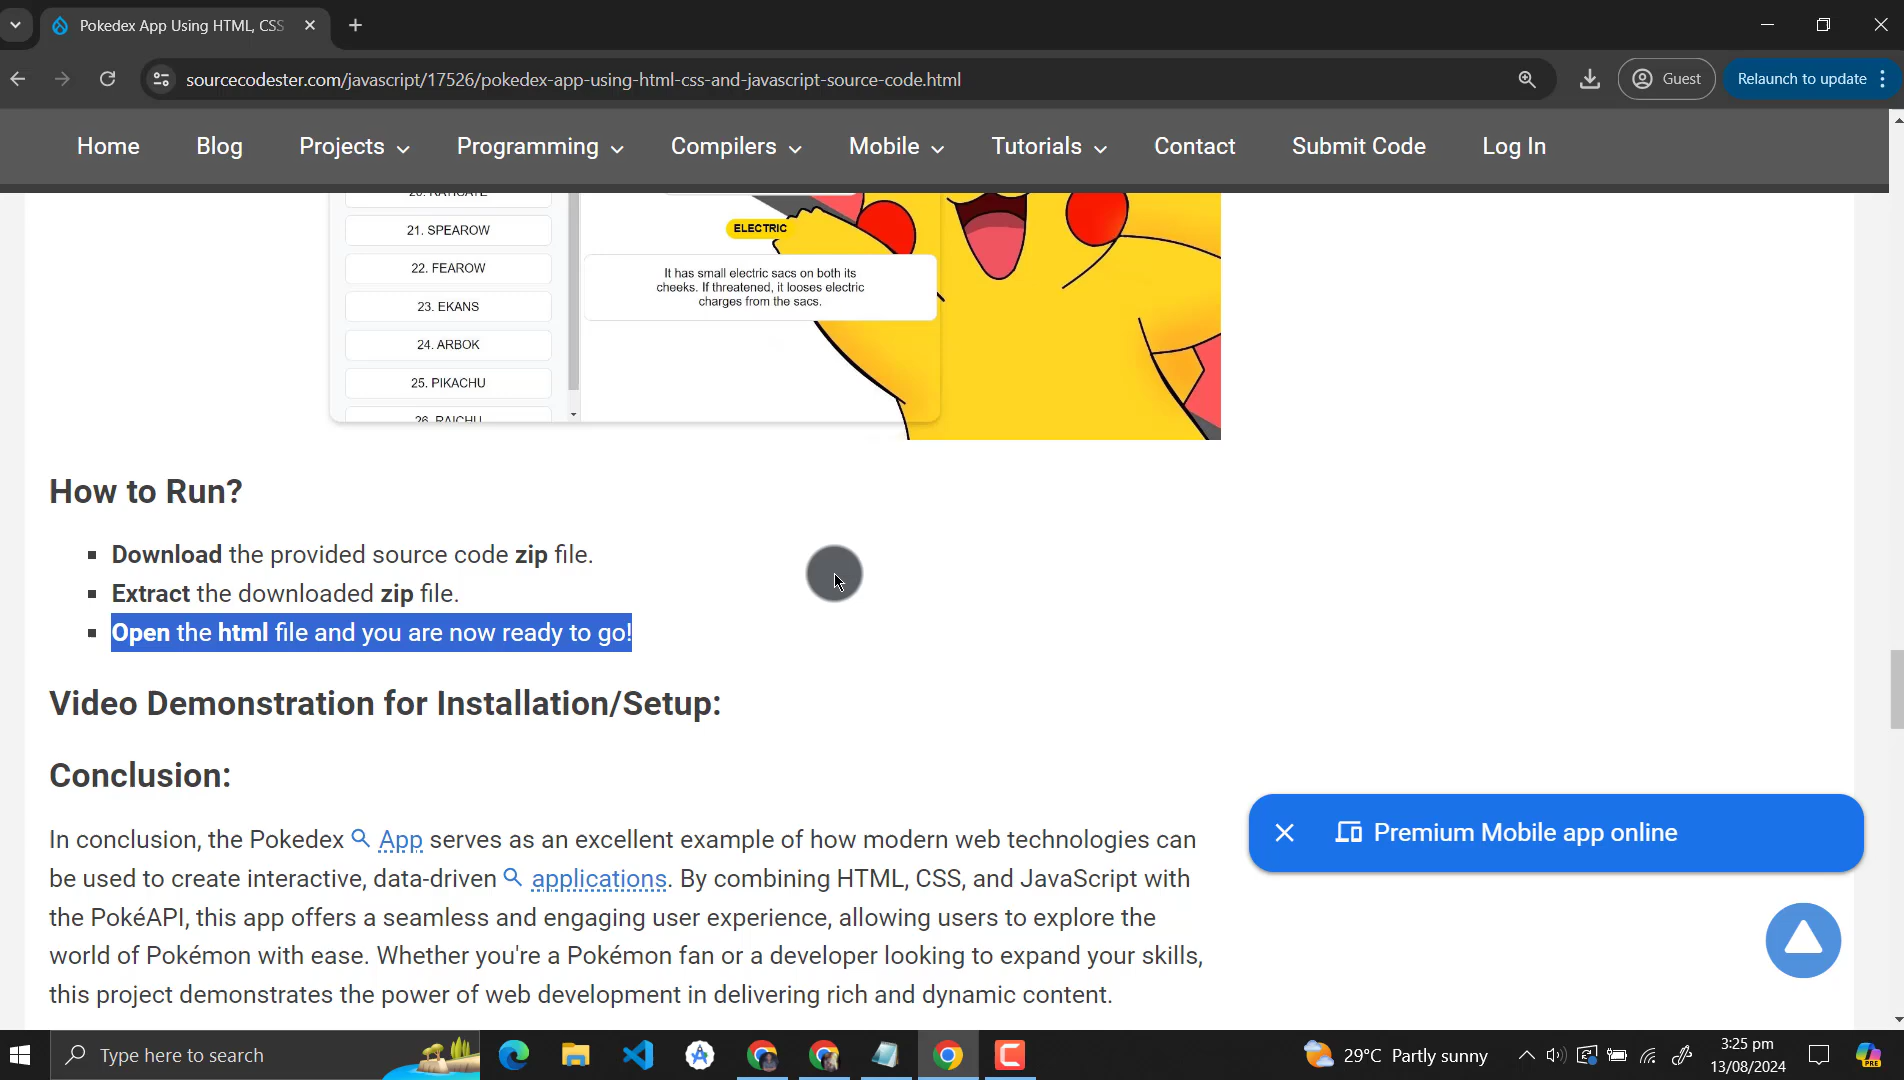 Pokedex App Using HTML, CSS
sourcecodester.com/javascript/17526/pokedex-app-using-html-css-and-javascript-source-code.html
Guest
Relaunch to update
Home
Blog
Projects
Programming
Compilers
Mobile
Tutorials
Contact
Submit Code
Log In
20. RATICATE
21. SPEAROW
22. FEAROW
23. EKANS
24. ARBOK
25. PIKACHU
26. RAICHU
ELECTRIC
It has small electric sacs on both its
cheeks. If threatened, it looses electric
charges from the sacs.
How to Run?
Download the provided source code zip file.
Extract the downloaded zip file.
Open the html file and you are now ready to go!
Video Demonstration for Installation/Setup:
Conclusion:
In conclusion, the Pokedex App serves as an excellent example of how modern web technologies can
be used to create interactive, data-driven applications. By combining HTML, CSS, and JavaScript with
the PokéAPI, this app offers a seamless and engaging user experience, allowing users to explore the
world of Pokémon with ease. Whether you're a Pokémon fan or a developer looking to expand your skills,
this project demonstrates the power of web development in delivering rich and dynamic content.
Premium Mobile app online
Type here to search
29°C Partly sunny
3:25 pm
13/08/2024
PRE